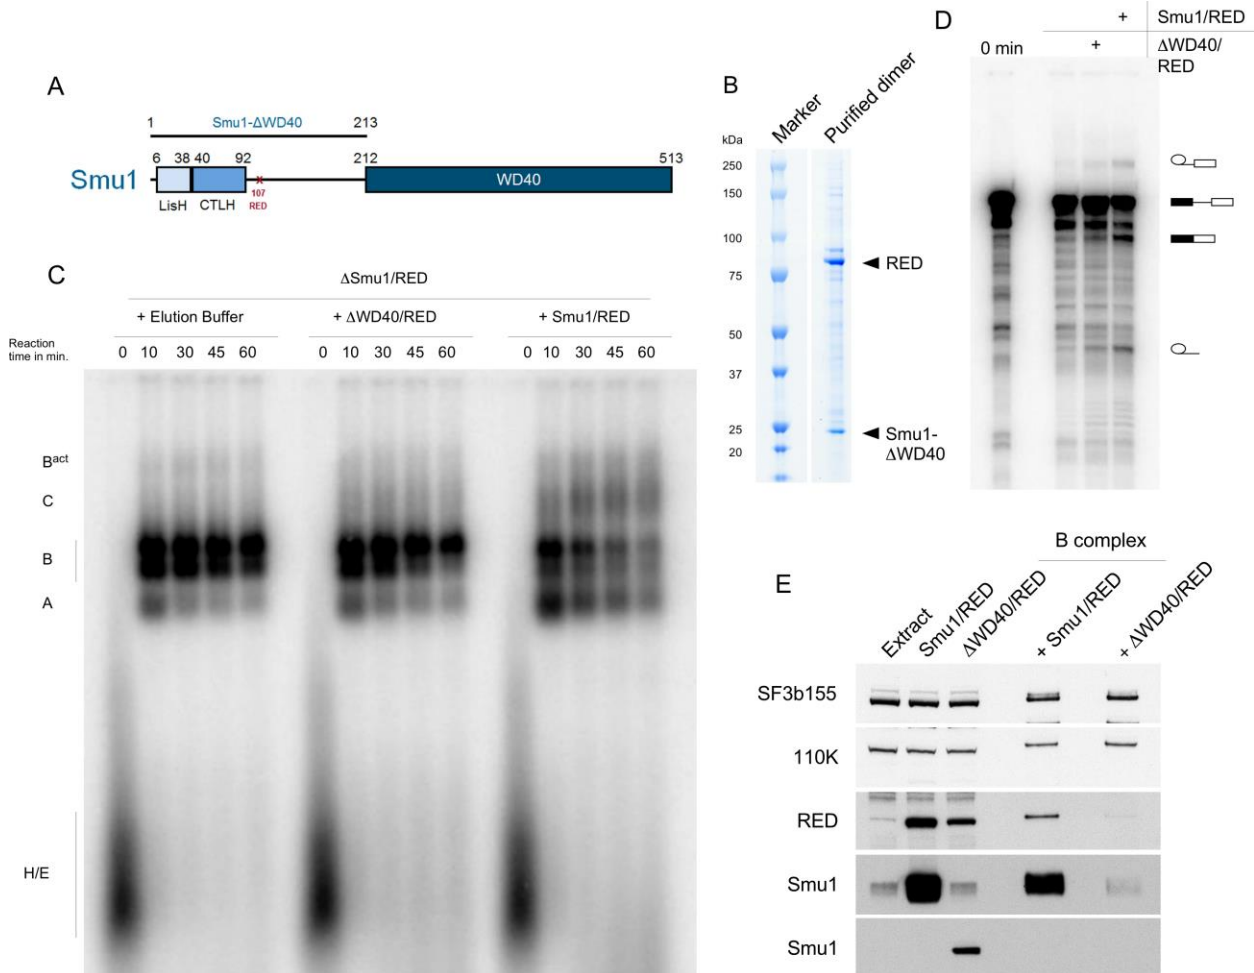 A
1 Smu1-ΔWD40 213
6 38 40 92 212 513
Smu1 WD40
107
RED
LisH CTLH
B
Marker
Purified dimer
kDa
250
150
100
75
50
37
25
20
RED
Smu1-
ΔWD40
C
ΔSmu1/RED
+ Elution Buffer + ΔWD40/RED + Smu1/RED
Reaction
time in min.
0 10 30 45 60 0 10 30 45 60 0 10 30 45 60
Bact
C
B
A
H/E
D
+ Smu1/RED
0 min + ΔWD40/
RED
E
B complex
Extract
Smu1/RED
ΔWD40/RED
+ Smu1/RED
+ ΔWD40/RED
SF3b155
110K
RED
Smu1
Smu1